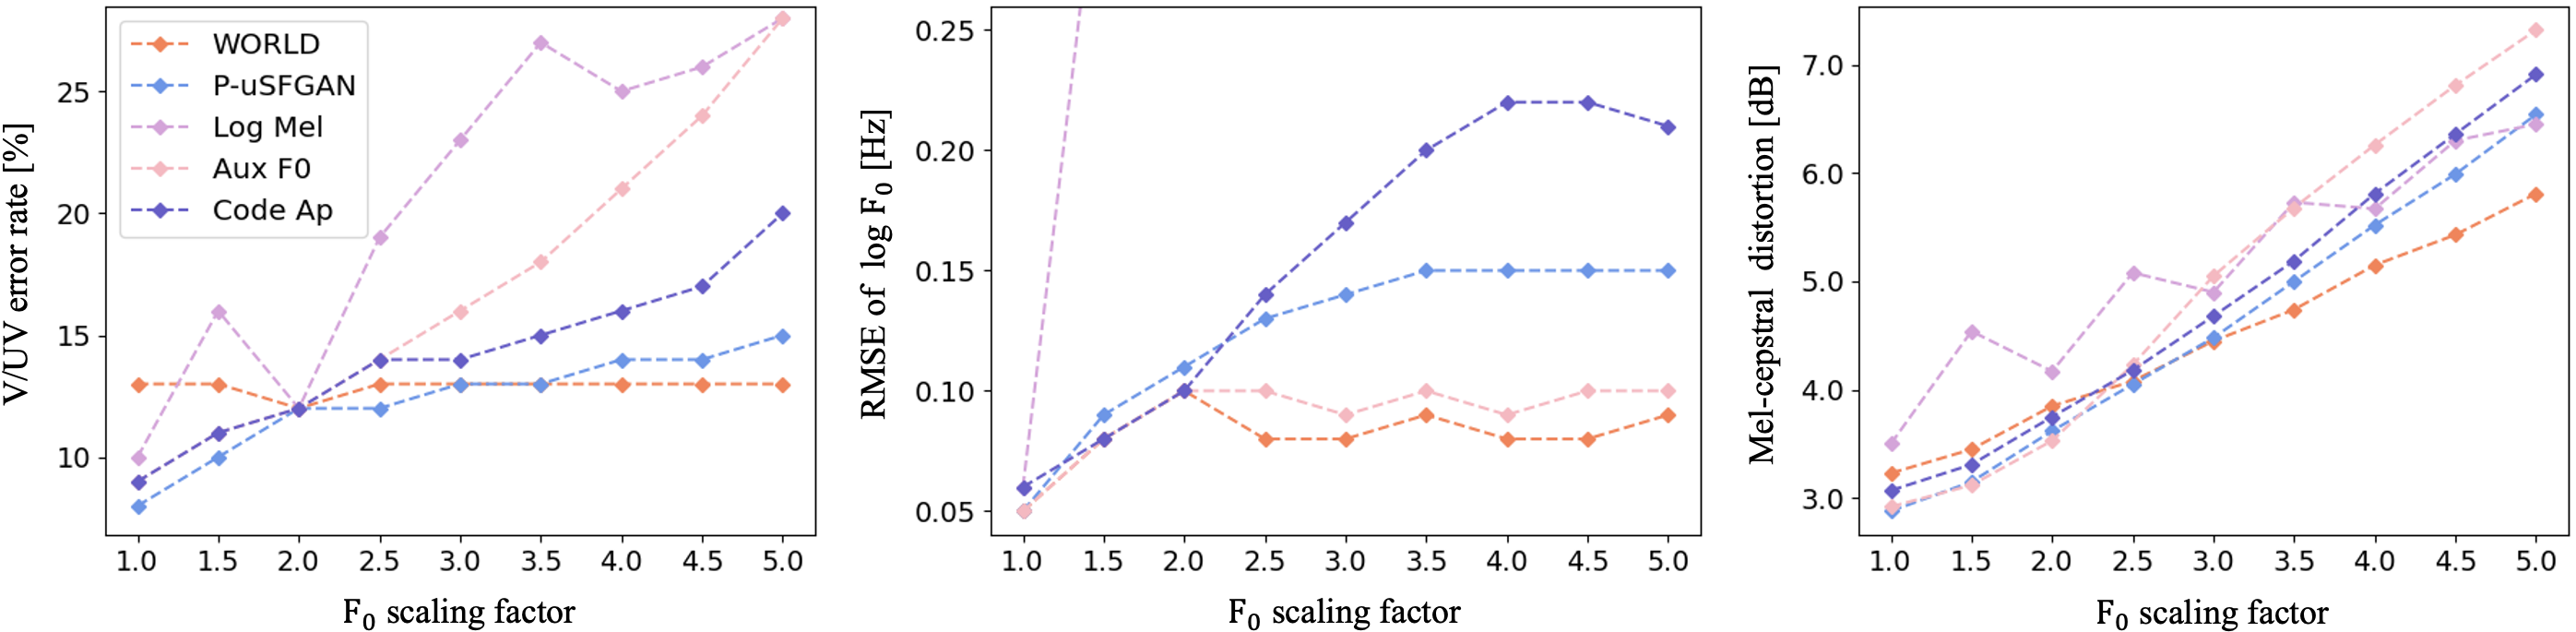 V/UV error rate [%]
25
20
15
10
WORLD
P-uSFGAN
Log Mel
Aux F0
Code Ap
1.0 1.5 2.0 2.5 3.0 3.5 4.0 4.5 5.0
F0 scaling factor
RMSE of log F0 [Hz]
0.25
0.20
0.15
0.10
0.05
1.0 1.5 2.0 2.5 3.0 3.5 4.0 4.5 5.0
F0 scaling factor
Mel-cepstral distortion [dB]
7.0
6.0
5.0
4.0
3.0
1.0 1.5 2.0 2.5 3.0 3.5 4.0 4.5 5.0
F0 scaling factor